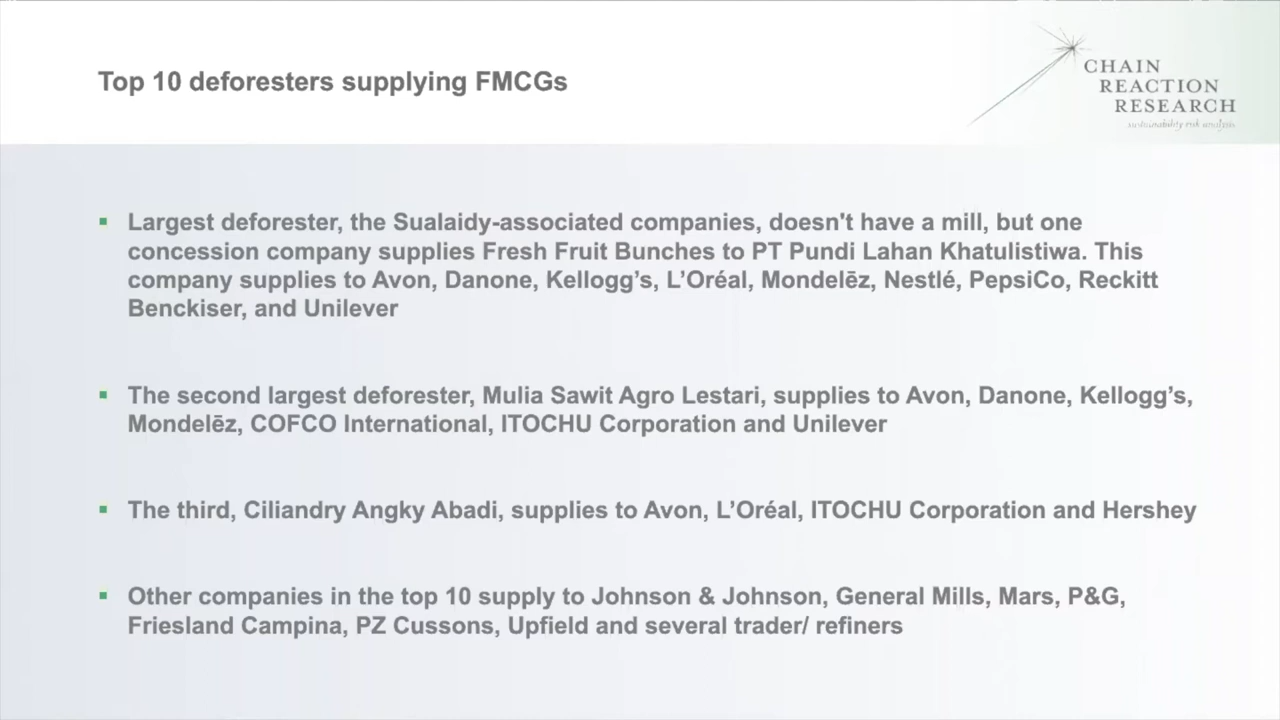 Top 10 deforesters supplying FMCGs
CHAIN
REACTION
RESEARCH
sustainability risk analysis
▪ Largest deforester, the Sualaidy-associated companies, doesn't have a mill, but one
concession company supplies Fresh Fruit Bunches to PT Pundi Lahan Khatulistiwa. This
company supplies to Avon, Danone, Kellogg’s, L’Oréal, Mondelēz, Nestlé, PepsiCo, Reckitt
Benckiser, and Unilever
▪ The second largest deforester, Mulia Sawit Agro Lestari, supplies to Avon, Danone, Kellogg’s,
Mondelēz, COFCO International, ITOCHU Corporation and Unilever
▪ The third, Ciliandry Angky Abadi, supplies to Avon, L’Oréal, ITOCHU Corporation and Hershey
▪ Other companies in the top 10 supply to Johnson & Johnson, General Mills, Mars, P&G,
Friesland Campina, PZ Cussons, Upfield and several trader/ refiners